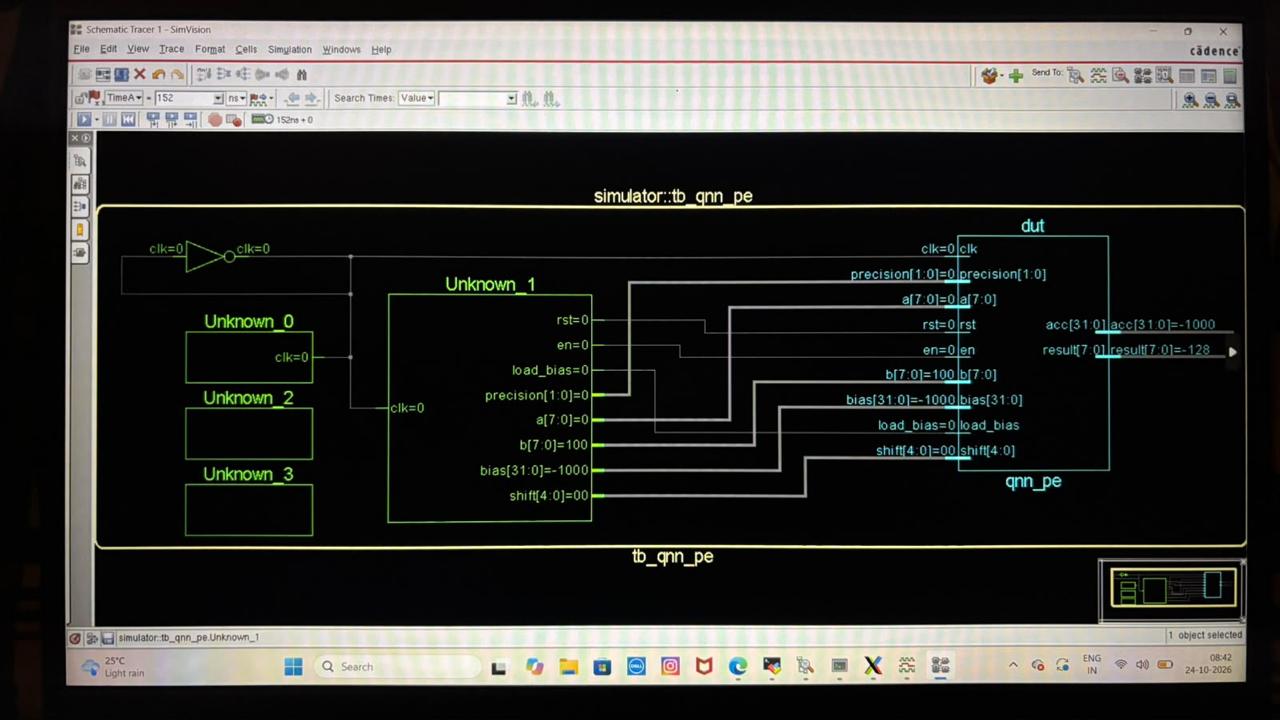 Schematic Tracer 1 - SimVision
File Edit View Trace Format Cells Simulation Windows Help
cādence
Send To:
TimeA = 152 ns Search Times: Value
152ns + 0
simulator::tb_qnn_pe
clk=0 clk=0
Unknown_0
clk=0
Unknown_2
Unknown_3
Unknown_1
clk=0
rst=0
en=0
load_bias=0
precision[1:0]=0
a[7:0]=0
b[7:0]=100
bias[31:0]=-1000
shift[4:0]=00
dut
clk=0 clk
precision[1:0]=0 precision[1:0]
a[7:0]=0 a[7:0]
rst=0 rst
en=0 en
b[7:0]=100 b[7:0]
bias[31:0]=-1000 bias[31:0]
load_bias=0 load_bias
shift[4:0]=00 shift[4:0]
acc[31:0] acc[31:0]=-1000
result[7:0] result[7:0]=-128
qnn_pe
tb_qnn_pe
simulator::tb_qnn_pe.Unknown_1
1 object selected
25°C
Light rain
Search
DELL
ENG
IN
08:42
24-10-2026